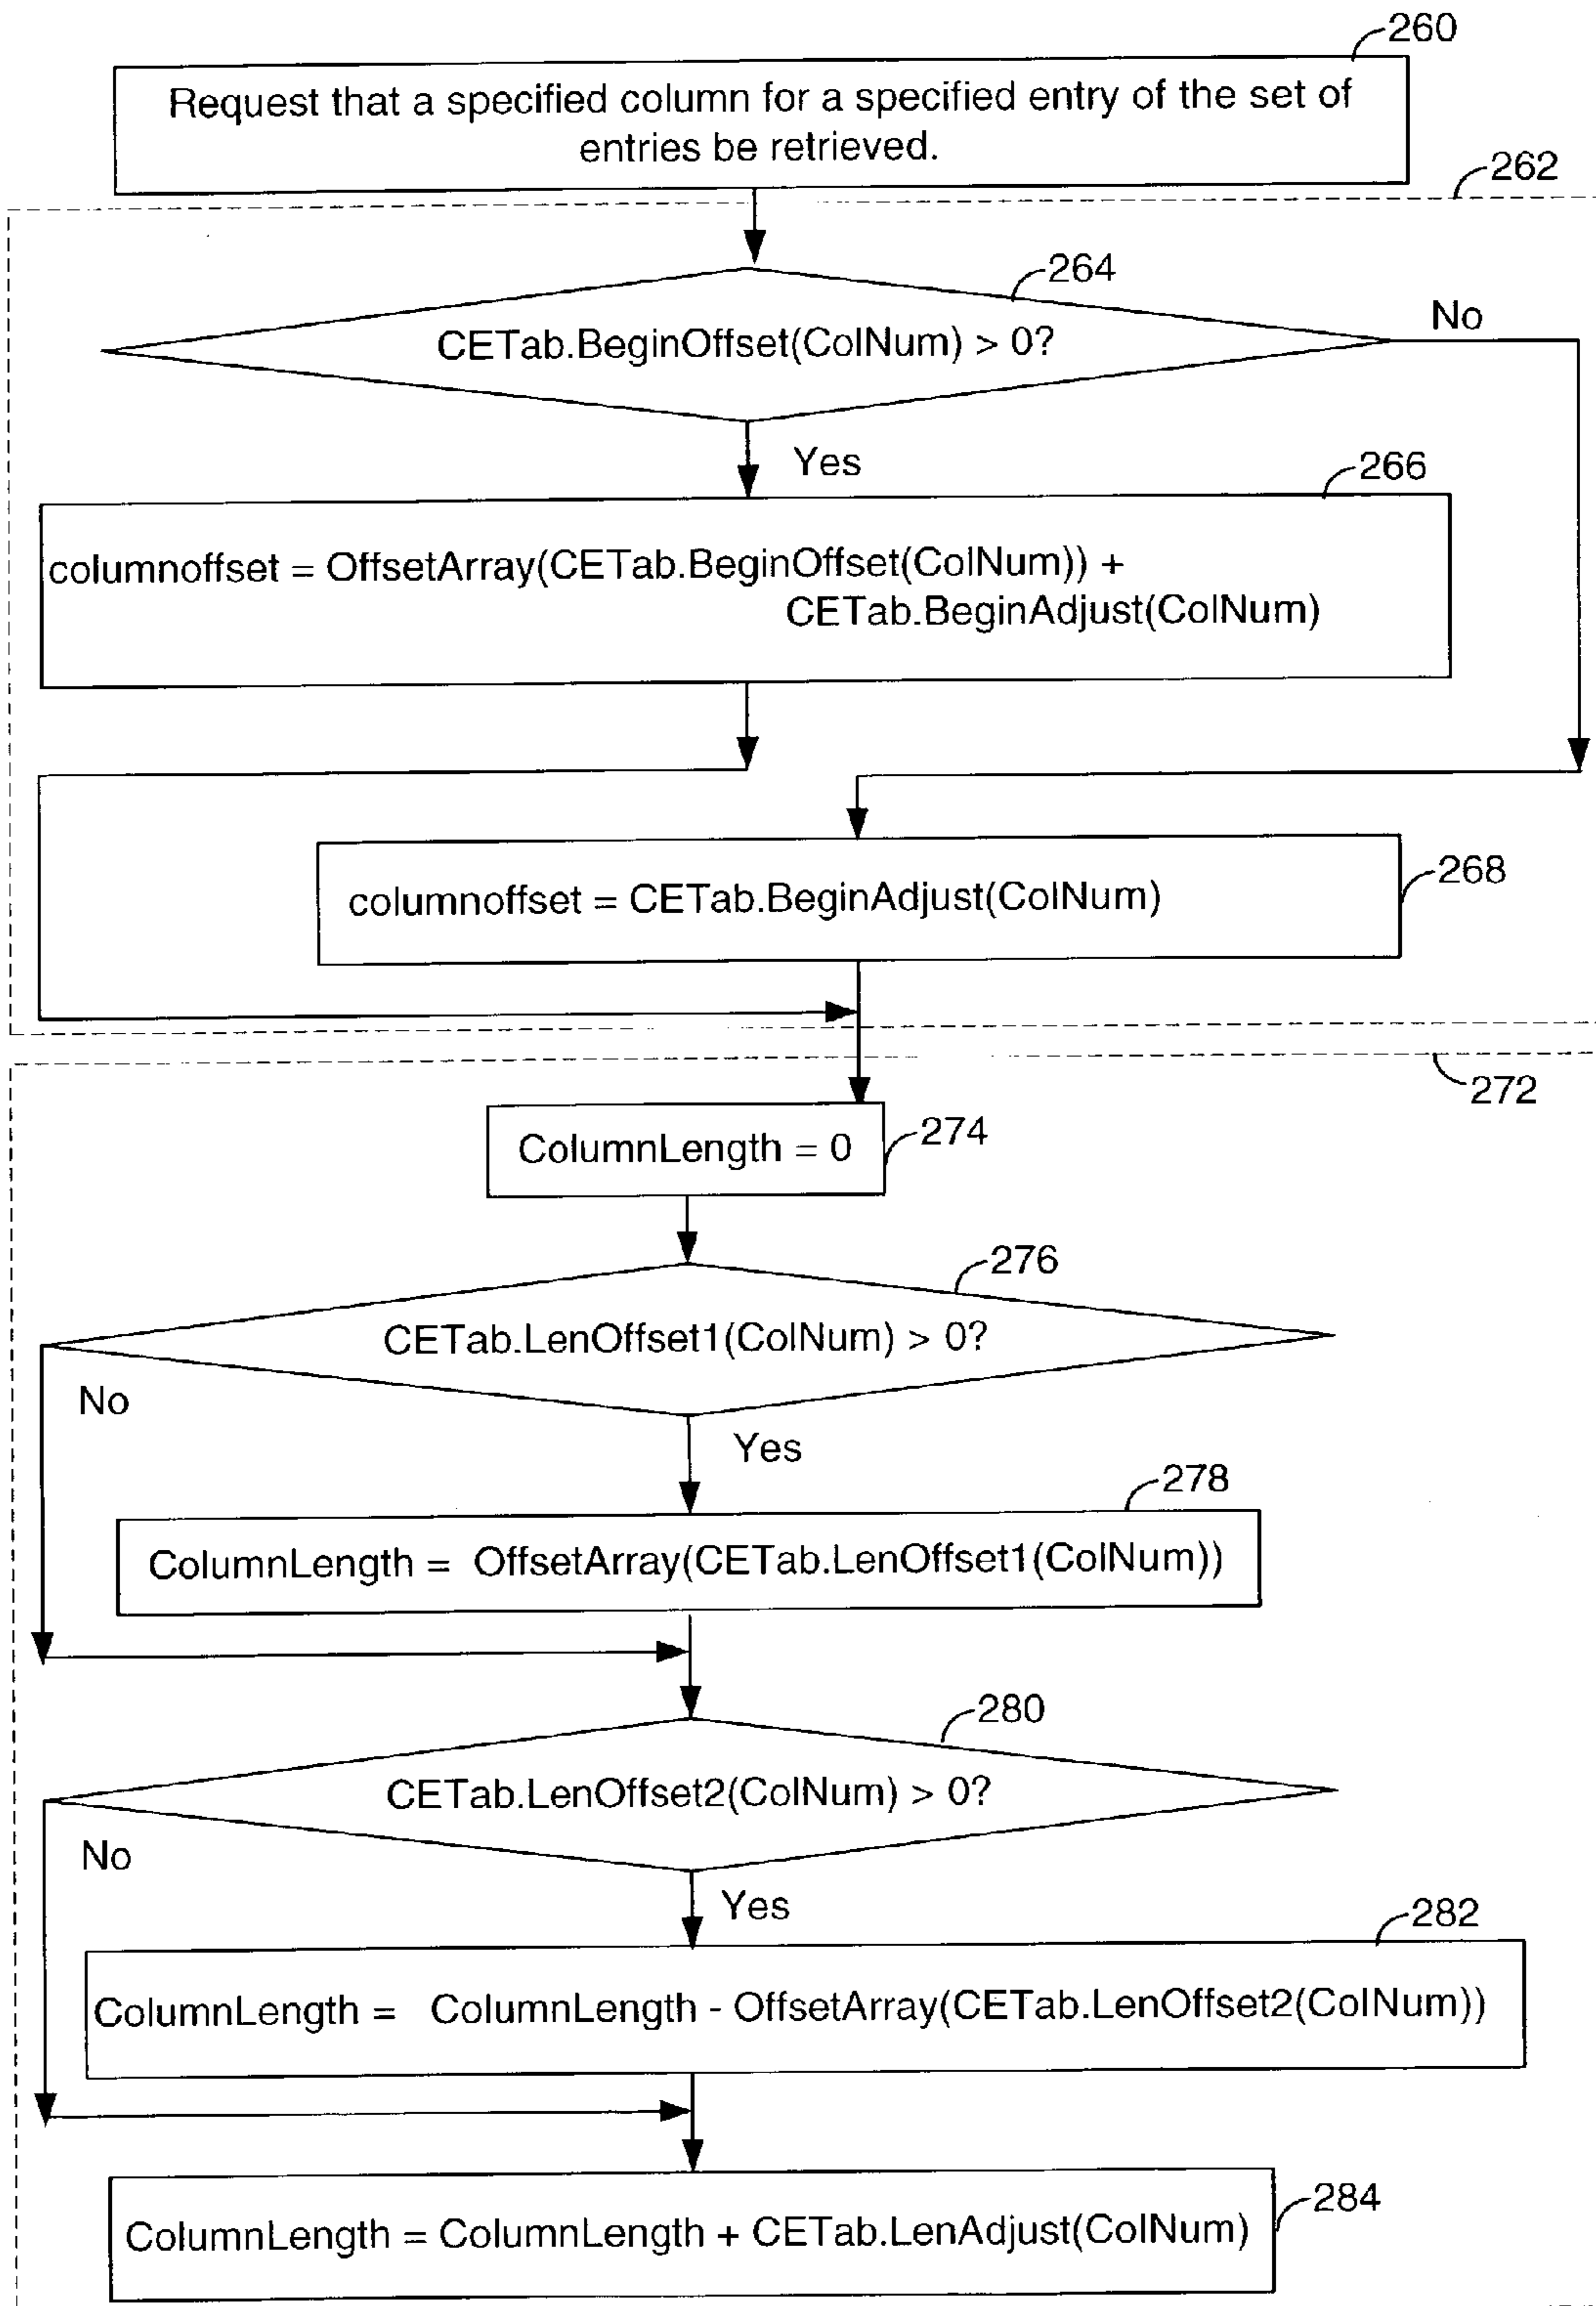 260
Request that a specified column for a specified entry of the set of
entries be retrieved.
262
264
CETab.BeginOffset(ColNum) > 0?
No
Yes
266
columnoffset = OffsetArray(CETab.BeginOffset(ColNum)) +
CETab.BeginAdjust(ColNum)
268
columnoffset = CETab.BeginAdjust(ColNum)
272
274
ColumnLength = 0
276
CETab.LenOffset1(ColNum) > 0?
No
Yes
278
ColumnLength = OffsetArray(CETab.LenOffset1(ColNum))
280
CETab.LenOffset2(ColNum) > 0?
No
Yes
282
ColumnLength = ColumnLength - OffsetArray(CETab.LenOffset2(ColNum))
284
ColumnLength = ColumnLength + CETab.LenAdjust(ColNum)